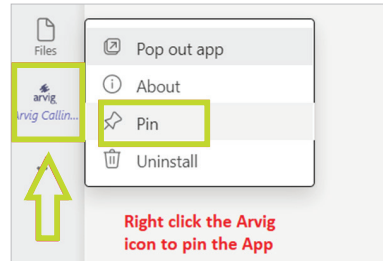 Files
Pop out app
About
arvig
Arvig Callin...
Pin
Uninstall
Right click the Arvig
icon to pin the App